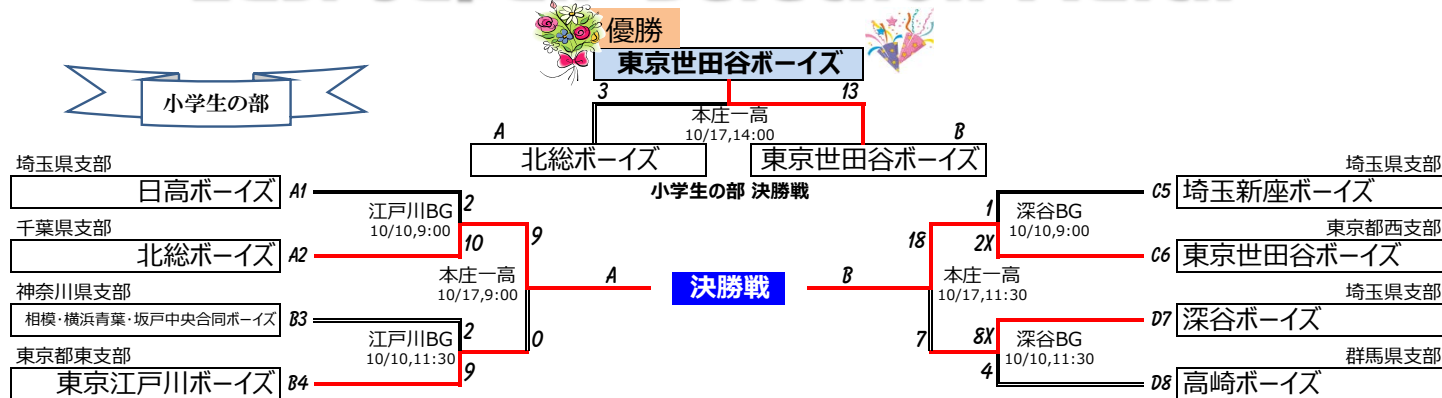 優勝
東京世田谷ボーイズ
小学生の部
3
13
本庄一高
10/17,14:00
A
B
北総ボーイズ
東京世田谷ボーイズ
小学生の部 決勝戦
埼玉県支部
日高ボーイズ A1
千葉県支部
北総ボーイズ A2
神奈川県支部
相模・横浜青葉・坂戸中央合同ボーイズ B3
東京都東支部
東京江戸川ボーイズ B4
江戸川BG
10/10,9:00
2
10
江戸川BG
10/10,11:30
2
9
9
本庄一高
10/17,9:00
0
A
決勝戦
B
18
本庄一高
10/17,11:30
7
1
深谷BG
10/10,9:00
2X
8X
深谷BG
10/10,11:30
4
埼玉県支部
C5 埼玉新座ボーイズ
東京都西支部
C6 東京世田谷ボーイズ
埼玉県支部
D7 深谷ボーイズ
群馬県支部
D8 高崎ボーイズ